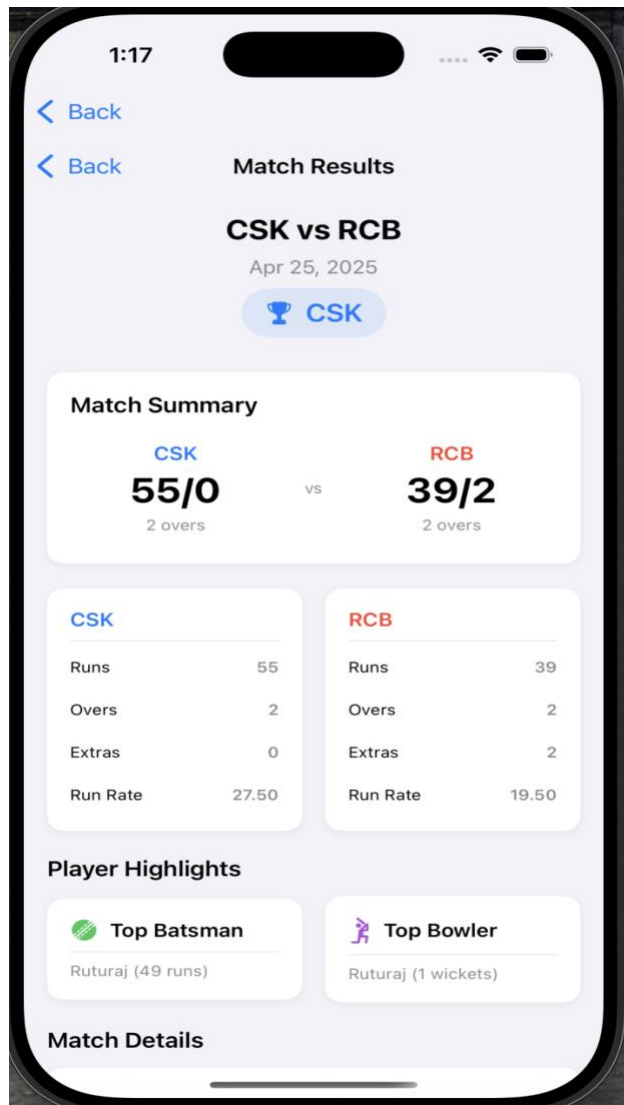 1:17
Back
Back Match Results
CSK vs RCB
Apr 25, 2025
CSK
Match Summary
CSK RCB
55/0 vs 39/2
2 overs 2 overs
CSK
Runs 55
Overs 2
Extras 0
Run Rate 27.50
RCB
Runs 39
Overs 2
Extras 2
Run Rate 19.50
Player Highlights
Top Batsman
Ruturaj (49 runs)
Top Bowler
Ruturaj (1 wickets)
Match Details